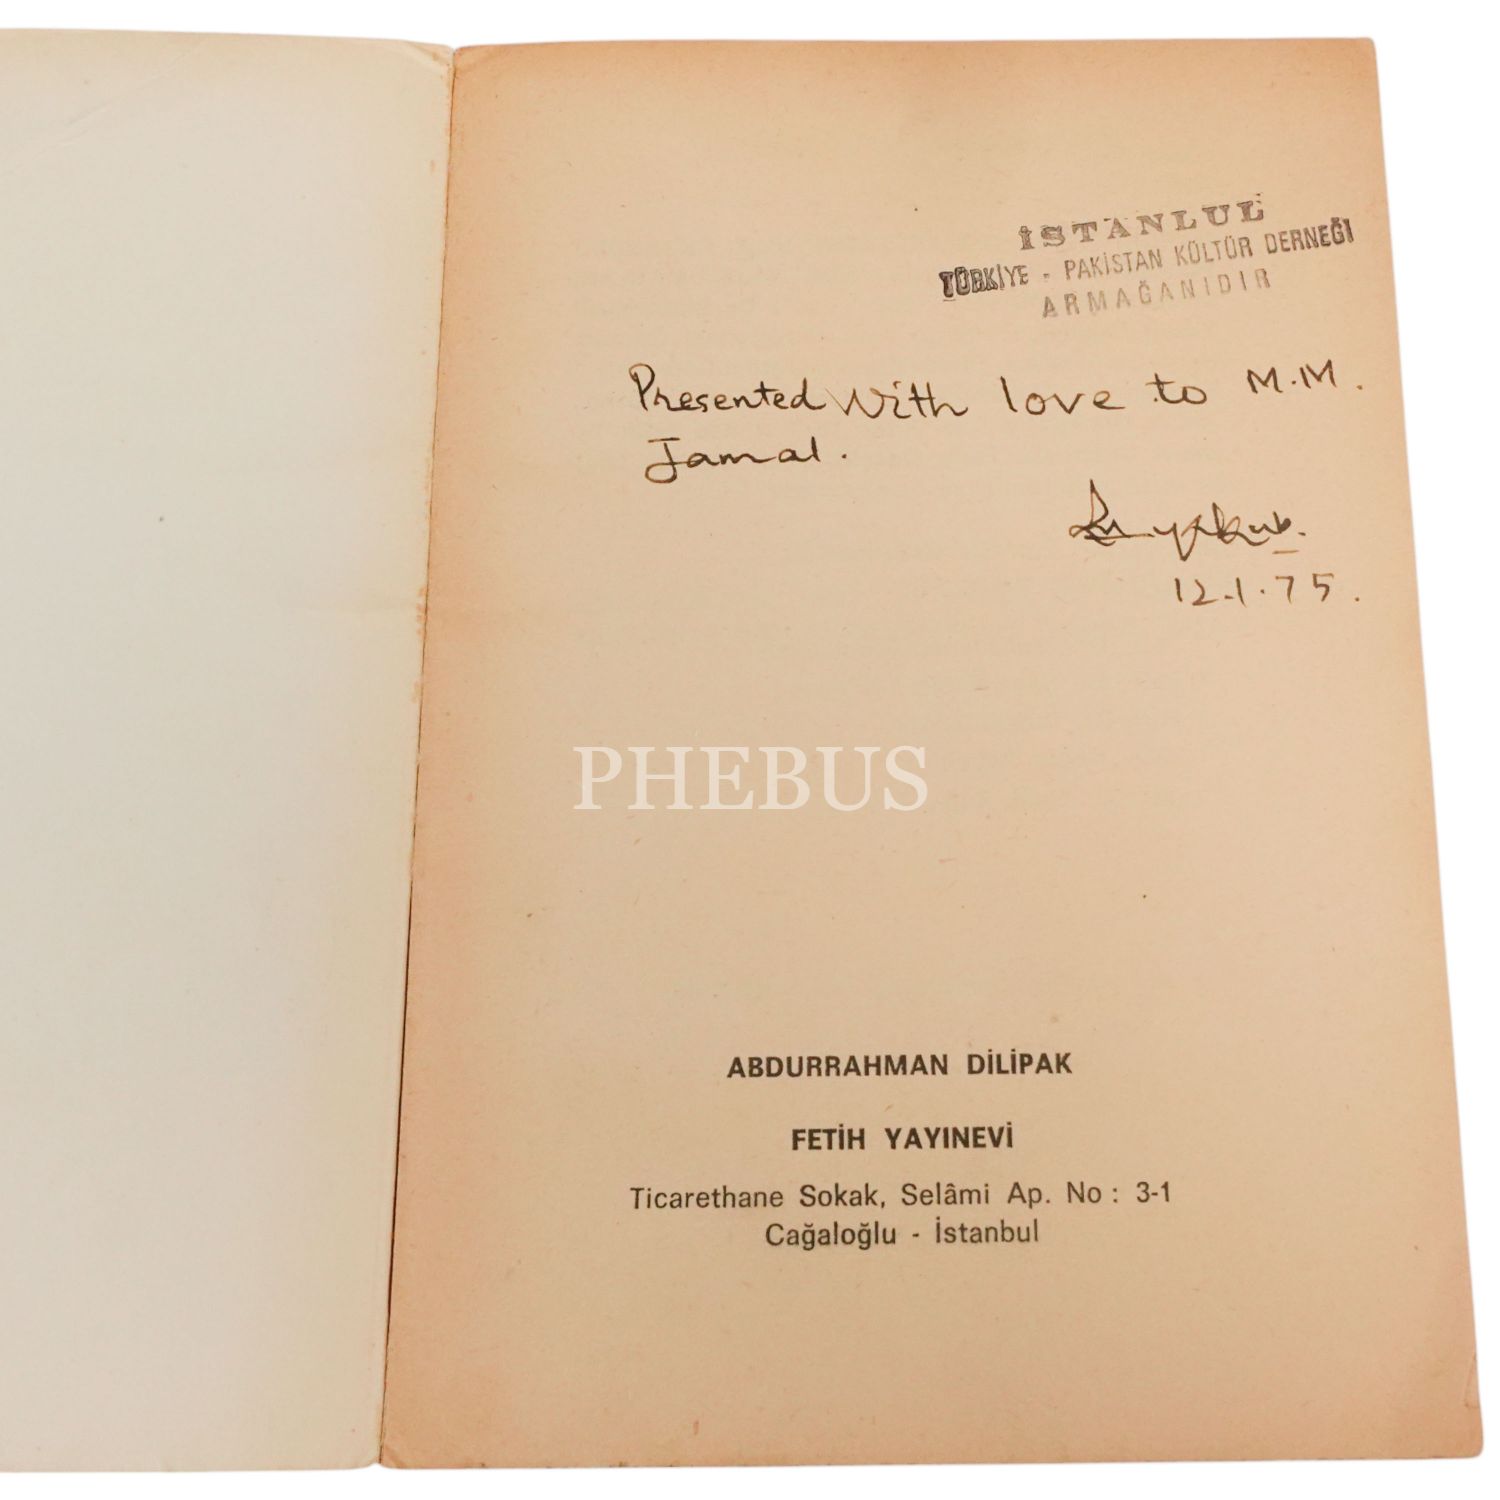 İSTANLUL
TÜRKİYE - PAKİSTAN KÜLTÜR DERNEĞİ
ARMAĞANIDIR
Presented With love to M.M.
Jamal.
12.1.75.
PHEBUS
ABDURRAHMAN DİLİPAK
FETİH YAYINEVİ
Ticarethane Sokak, Selâmi Ap. No : 3-1
Cağaloğlu - İstanbul